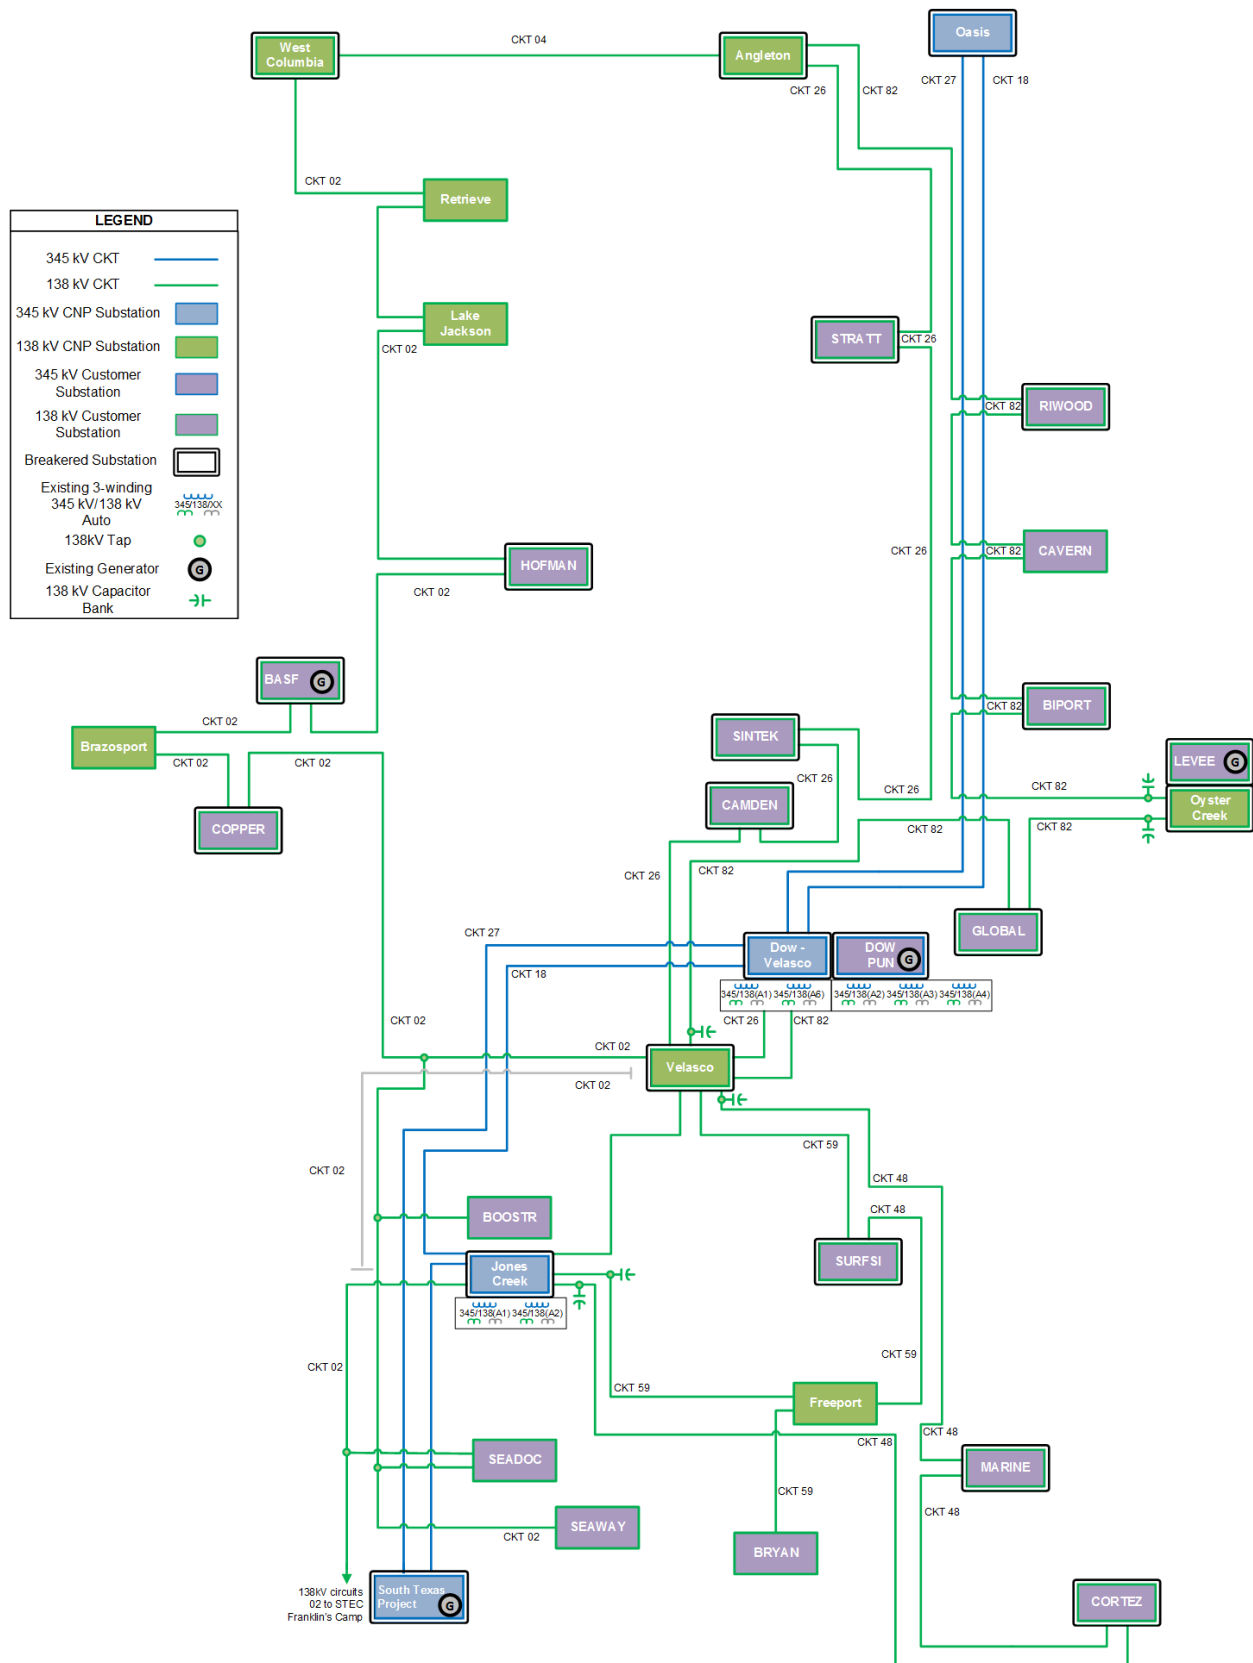 Oasis
West
Columbia
CKT 04
Angleton
CKT 26
CKT 82
CKT 27
CKT 18
CKT 02
Retrieve
LEGEND
345 kV CKT
138 kV CKT
345 kV CNP Substation
138 kV CNP Substation
345 kV Customer
Substation
138 kV Customer
Substation
Breakered Substation
Existing 3-winding
345 kV/138 kV
Auto
345/138/XX
138kV Tap
Existing Generator
G
138 kV Capacitor
Bank
Lake
Jackson
CKT 02
STRATT
CKT 26
CKT 82
RIWOOD
CKT 26
CKT 82
CAVERN
HOFMAN
CKT 02
BASF
G
CKT 02
Brazosport
CKT 02
CKT 02
COPPER
SINTEK
CKT 26
CAMDEN
CKT 26
CKT 82
BIPORT
LEVEE
G
CKT 82
Oyster
Creek
CKT 82
CKT 82
CKT 26
CKT 82
GLOBAL
CKT 27
CKT 18
Dow -
Velasco
DOW
PUN
G
345/138(A1)
345/138(A6)
345/138(A2)
345/138(A3)
345/138(A4)
CKT 26
CKT 82
CKT 02
CKT 02
CKT 02
Velasco
CKT 59
CKT 48
CKT 02
BOOSTR
CKT 48
SURFSI
Jones
Creek
345/138(A1)
345/138(A2)
CKT 02
CKT 59
CKT 59
Freeport
CKT 48
CKT 48
SEADOC
MARINE
CKT 59
CKT 48
SEAWAY
CKT 02
BRYAN
138kV circuits
02 to STEC
Franklin's Camp
South Texas
Project
G
CORTEZ